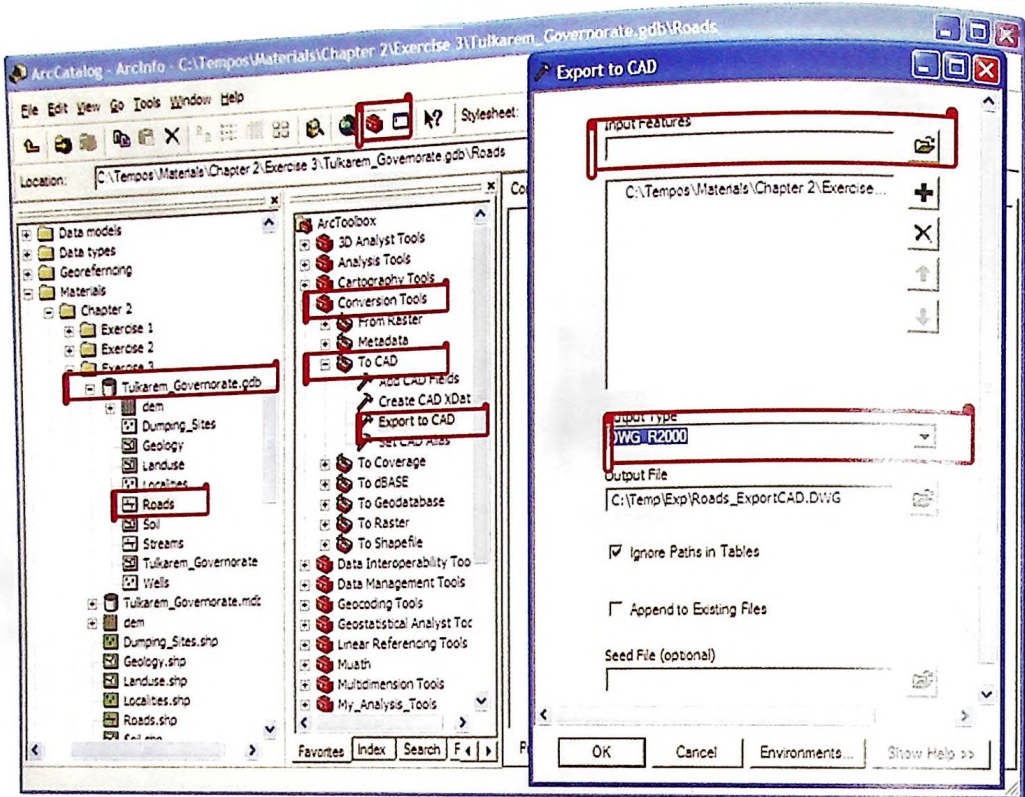 ArcCatalog - ArcInfo - C:\Tempos\Materials\Chapter 2\Exercise 3\Tulkarem_Governorate.gdb\Roads
File Edit View Go Tools Window Help
Stylesheet:
Location: C:\Tempos\Materials\Chapter 2\Exercise 3\Tulkarem_Governorate.gdb\Roads
Data models
Data types
Georeferncing
Materials
Chapter 2
Exercise 1
Exercise 2
Exercise 3
Tulkarem_Governorate.gdb
dem
Dumping_Sites
Geology
Landuse
Localities
Roads
Soil
Streams
Tulkarem_Governorate
Wells
Tulkarem_Governorate.mdb
dem
Dumping_Sites.shp
Geology.shp
Landuse.shp
Localites.shp
Roads.shp
Soil.shp
ArcToolbox
3D Analyst Tools
Analysis Tools
Cartography Tools
Conversion Tools
From Raster
Metadata
To CAD
Add CAD Fields
Create CAD XDat
Export to CAD
Set CAD Alias
To Coverage
To dBASE
To Geodatabase
To Raster
To Shapefile
Data Interoperability Too
Data Management Tools
Geocoding Tools
Geostatistical Analyst Toc
Linear Referencing Tools
Muath
Multidimension Tools
My_Analysis_Tools
Favorites Index Search F
Co
Export to CAD
Input Features
C:\Tempos\Materials\Chapter 2\Exercise...
Output Type
DWG_R2000
Output File
C:\Temp\Exp\Roads_ExportCAD.DWG
Ignore Paths in Tables
Append to Existing Files
Seed File (optional)
OK Cancel Environments... Show Help >>